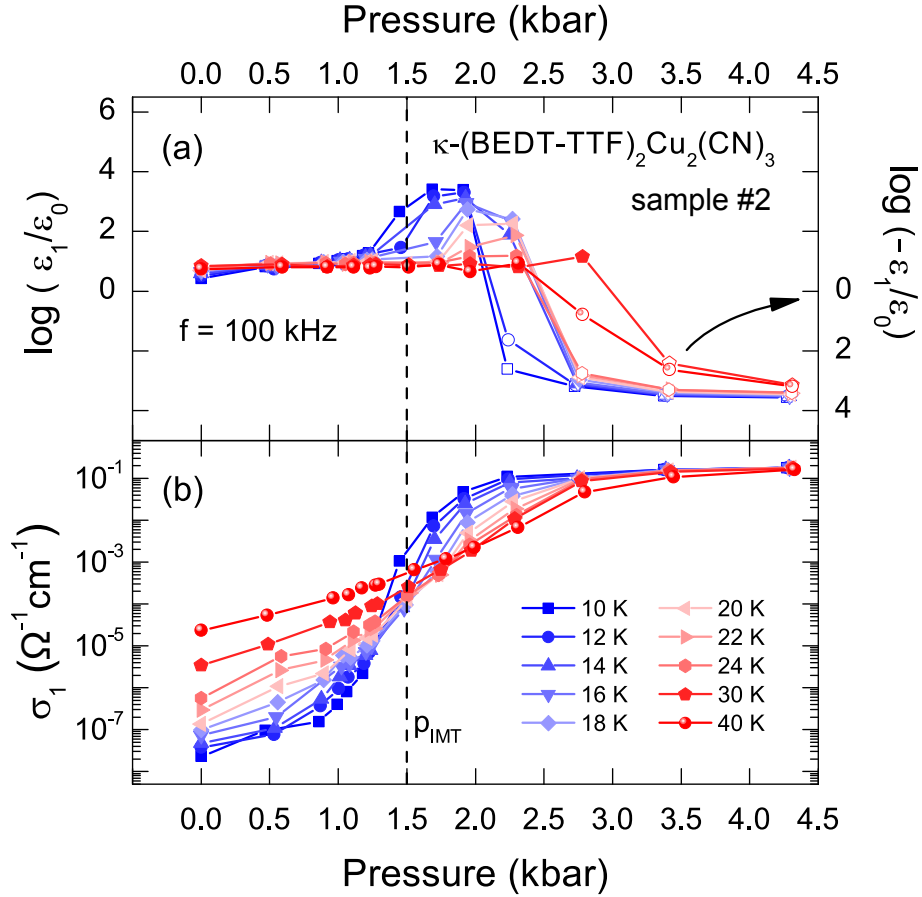 Pressure (kbar)
0.0 0.5 1.0 1.5 2.0 2.5 3.0 3.5 4.0 4.5
6
4
2
0
log (ε₁/ε₀)
(a)
κ-(BEDT-TTF)₂Cu₂(CN)₃
sample #2
f = 100 kHz
0
2
4
log (-ε₁/ε₀)
(b)
10⁻¹
10⁻³
10⁻⁵
10⁻⁷
σ₁ (Ω⁻¹cm⁻¹)
10 K 20 K
12 K 22 K
14 K 24 K
16 K 30 K
18 K 40 K
p_IMT
0.0 0.5 1.0 1.5 2.0 2.5 3.0 3.5 4.0 4.5
Pressure (kbar)